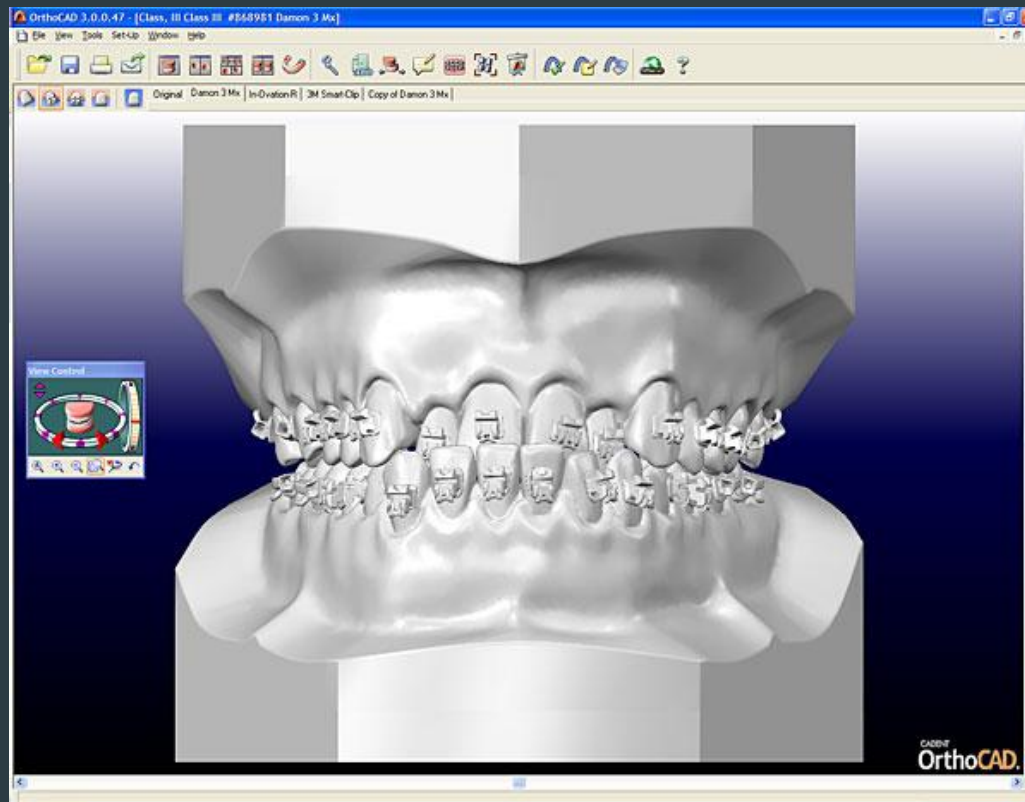 OrthoCAD 3.0.0.47 - [Class, III Class III #868981 Damon 3 Mx]
File View Tools Set-Up Window Help
Original Damon 3 Mx In-Ovation-R 3M Smart-Clip Copy of Damon 3 Mx
View Control
CADENT
OrthoCAD.